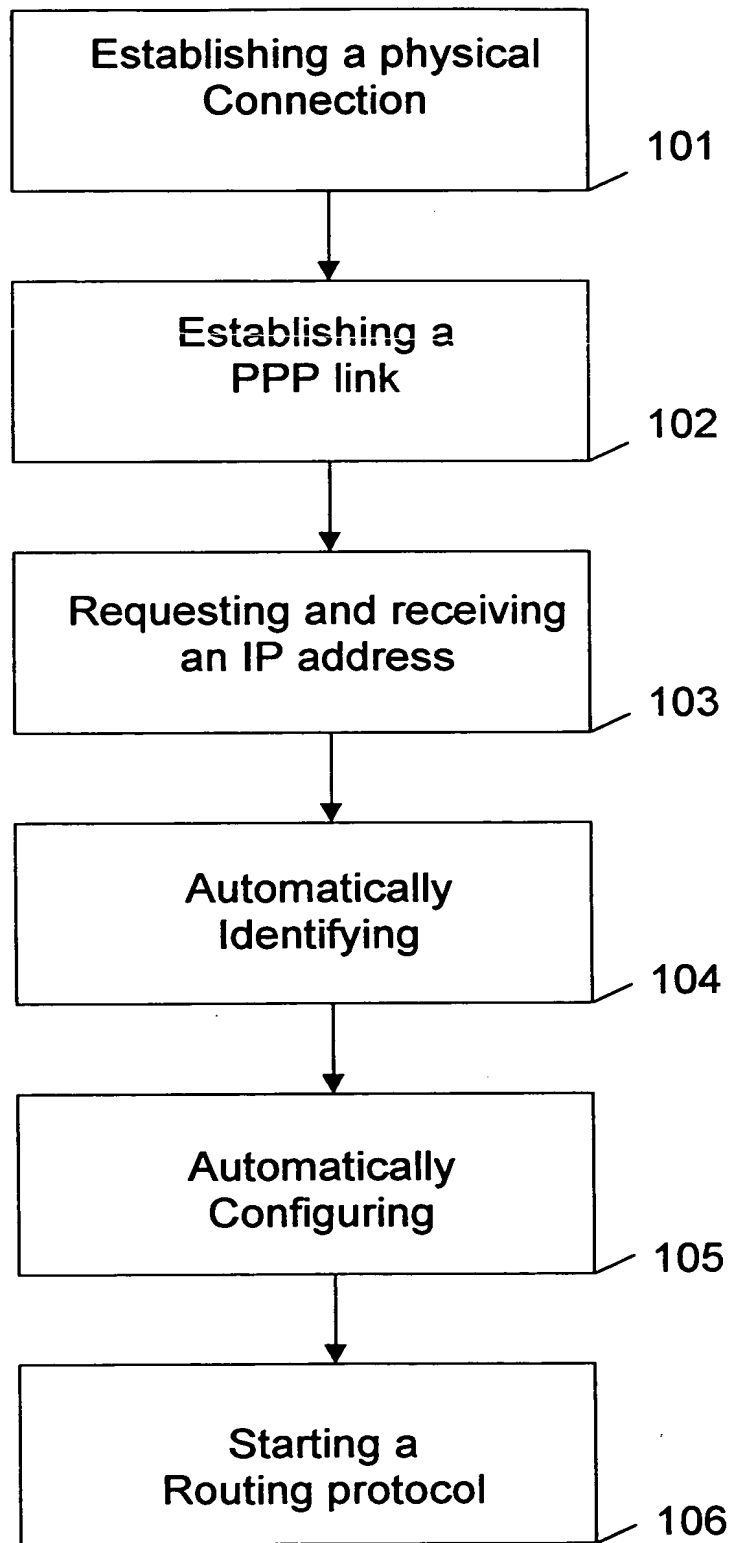 Establishing a physical
Connection
101
Establishing a
PPP link
102
Requesting and receiving
an IP address
103
Automatically
Identifying
104
Automatically
Configuring
105
Starting a
Routing protocol
106